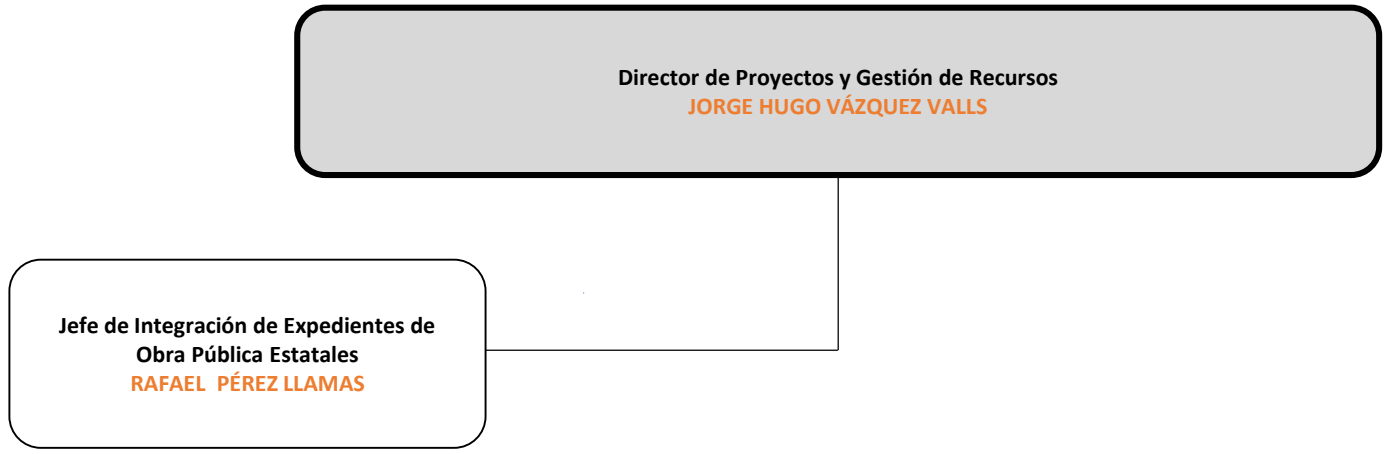 Director de Proyectos y Gestión de Recursos
JORGE HUGO VÁZQUEZ VALLS
Jefe de Integración de Expedientes de
Obra Pública Estatales
RAFAEL  PÉREZ LLAMAS